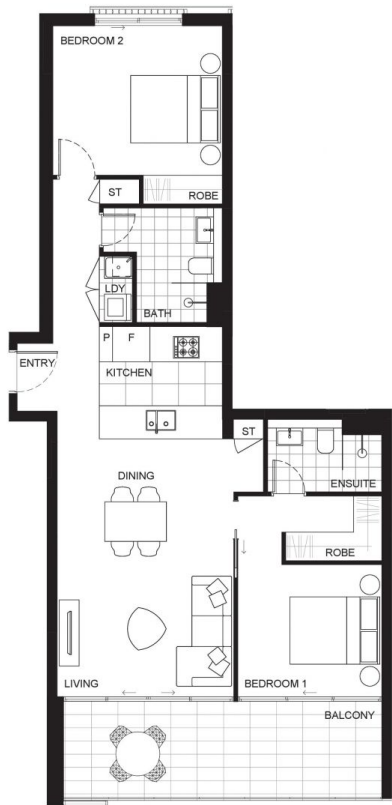 BEDROOM 2
ST
ROBE
LDY
BATH
P F
ENTRY
KITCHEN
ST
DINING
ENSUITE
ROBE
LIVING
BEDROOM 1
BALCONY